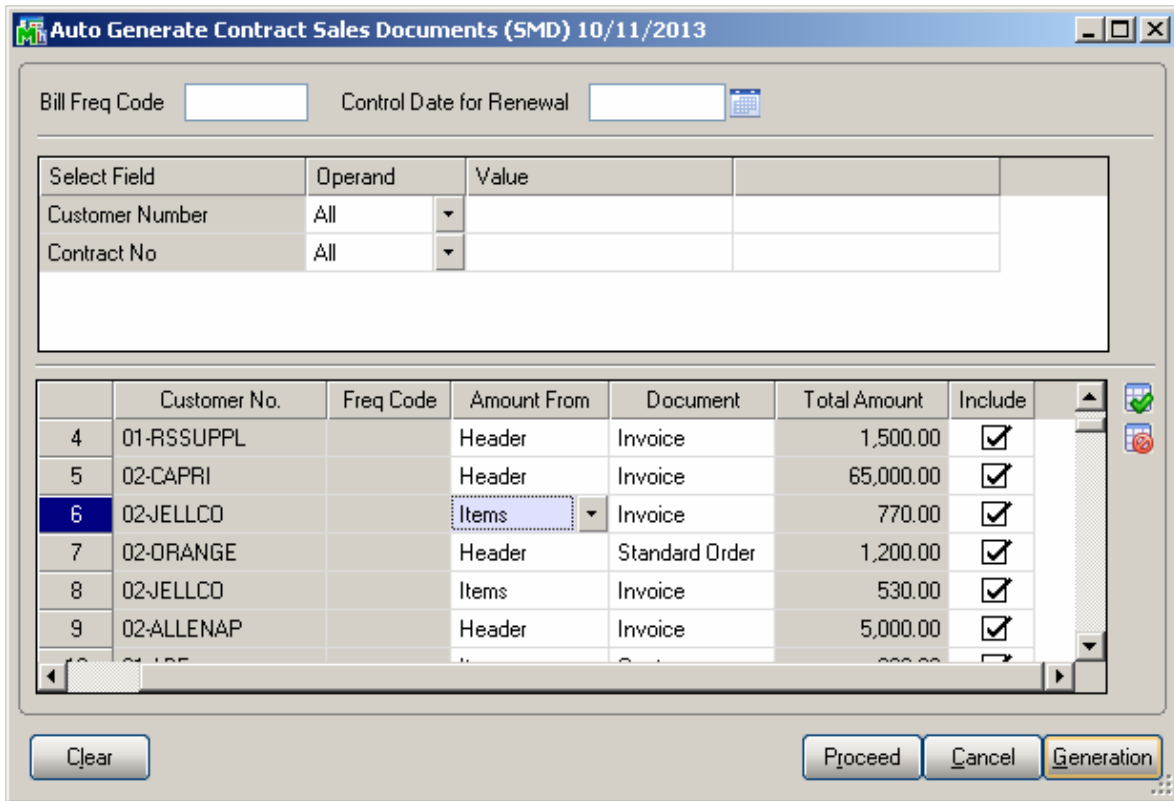 Auto Generate Contract Sales Documents (SMD) 10/11/2013
Bill Freq Code Control Date for Renewal
Select Field Operand Value
Customer Number All
Contract No All
Customer No. Freq Code Amount From Document Total Amount Include
4 01-RSSUPPL Header Invoice 1,500.00
5 02-CAPRI Header Invoice 65,000.00
6 02-JELLCO Items Invoice 770.00
7 02-ORANGE Header Standard Order 1,200.00
8 02-JELLCO Items Invoice 530.00
9 02-ALLENAP Header Invoice 5,000.00
Clear Proceed Cancel Generation